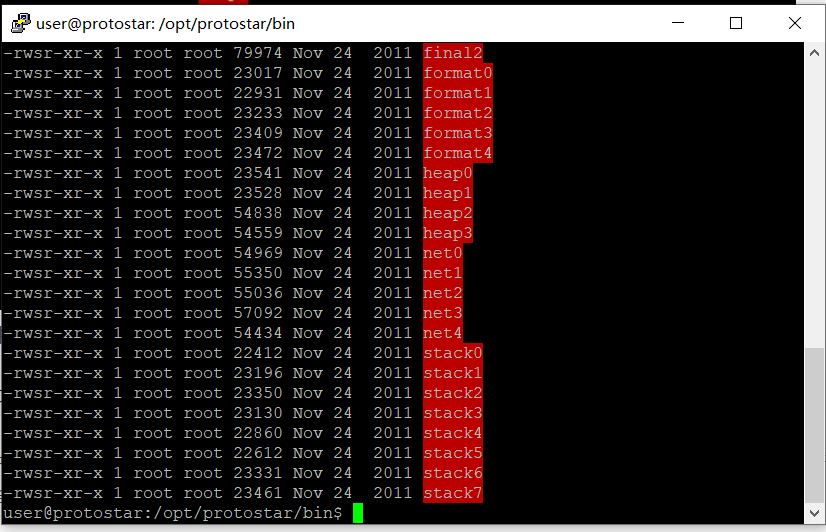 user@protostar: /opt/protostar/bin
-rwsr-xr-x 1 root root 79974 Nov 24  2011 final2
-rwsr-xr-x 1 root root 23017 Nov 24  2011 format0
-rwsr-xr-x 1 root root 22931 Nov 24  2011 format1
-rwsr-xr-x 1 root root 23233 Nov 24  2011 format2
-rwsr-xr-x 1 root root 23409 Nov 24  2011 format3
-rwsr-xr-x 1 root root 23472 Nov 24  2011 format4
-rwsr-xr-x 1 root root 23541 Nov 24  2011 heap0
-rwsr-xr-x 1 root root 23528 Nov 24  2011 heap1
-rwsr-xr-x 1 root root 54838 Nov 24  2011 heap2
-rwsr-xr-x 1 root root 54559 Nov 24  2011 heap3
-rwsr-xr-x 1 root root 54969 Nov 24  2011 net0
-rwsr-xr-x 1 root root 55350 Nov 24  2011 net1
-rwsr-xr-x 1 root root 55036 Nov 24  2011 net2
-rwsr-xr-x 1 root root 57092 Nov 24  2011 net3
-rwsr-xr-x 1 root root 54434 Nov 24  2011 net4
-rwsr-xr-x 1 root root 22412 Nov 24  2011 stack0
-rwsr-xr-x 1 root root 23196 Nov 24  2011 stack1
-rwsr-xr-x 1 root root 23350 Nov 24  2011 stack2
-rwsr-xr-x 1 root root 23130 Nov 24  2011 stack3
-rwsr-xr-x 1 root root 22860 Nov 24  2011 stack4
-rwsr-xr-x 1 root root 22612 Nov 24  2011 stack5
-rwsr-xr-x 1 root root 23331 Nov 24  2011 stack6
-rwsr-xr-x 1 root root 23461 Nov 24  2011 stack7
user@protostar:/opt/protostar/bin$